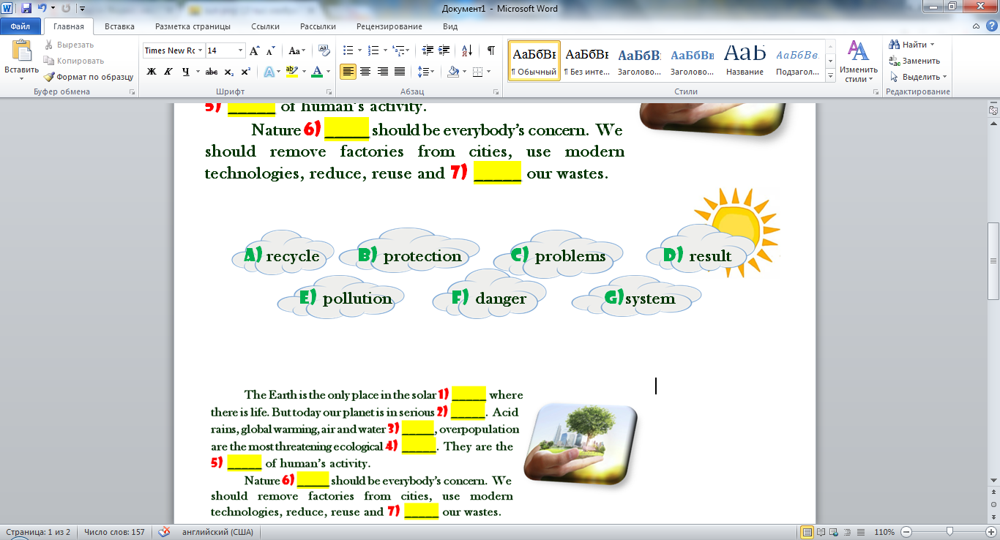 Документ1 - Microsoft Word
Файл Главная Вставка Разметка страницы Ссылки Рассылки Рецензирование Вид
Вставить
Вырезать
Копировать
Формат по образцу
Буфер обмена
Times New Rc 14
Ж К Ч abc x₂ x²
Шрифт
Абзац
АаБбВв АаБбВв АаБбВ АаБбВв АаБ АаБбВв
¶ Обычный ¶ Без инте... Заголово... Заголово... Название Подзагол...
Стили
Изменить стили
Найти
Заменить
Выделить
Редактирование
5) _____ of human's activity.
Nature 6) _____ should be everybody's concern. We
should remove factories from cities, use modern
technologies, reduce, reuse and 7) _____ our wastes.
A) recycle B) protection C) problems D) result
E) pollution F) danger G) system
The Earth is the only place in the solar 1) _____ where
there is life. But today our planet is in serious 2) _____. Acid
rains, global warming, air and water 3) _____, overpopulation
are the most threatening ecological 4) _____. They are the
5) _____ of human's activity.
Nature 6) _____ should be everybody's concern. We
should remove factories from cities, use modern
technologies, reduce, reuse and 7) _____ our wastes.
Страница: 1 из 2 Число слов: 157 английский (США) 110%